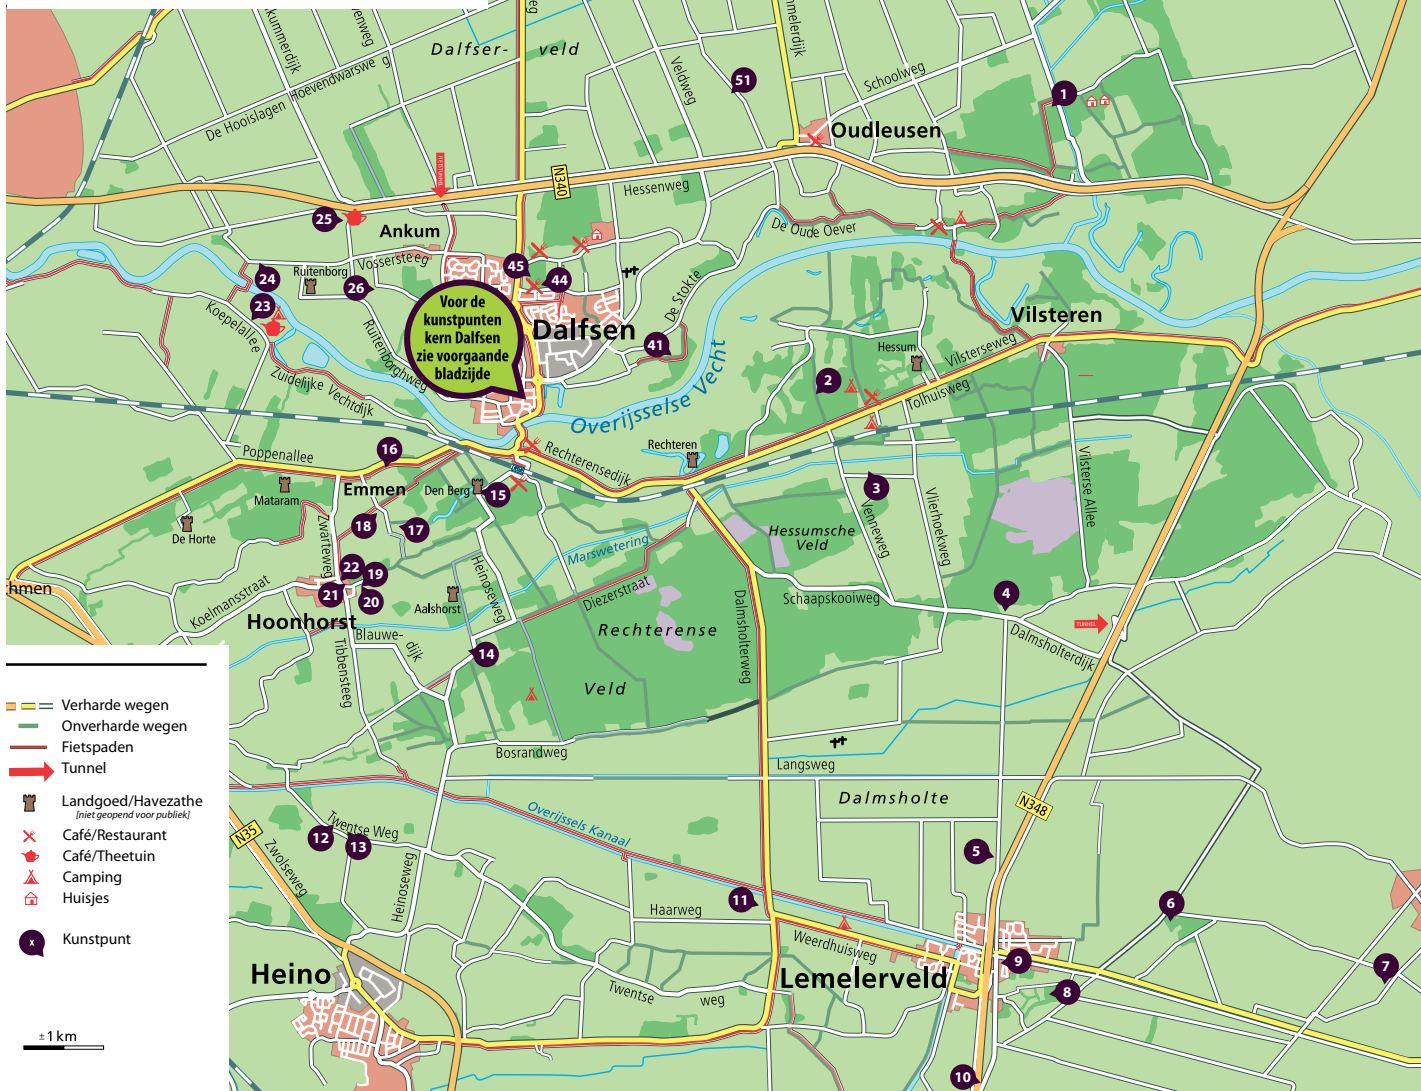 Dalfser- veld
De Hooislagen
Hoevendwarsweg
Veldweg
51
Schoolweg
1
Oudleusen
N340
Hessenweg
25
Ankum
De Oude Oever
Vossersteeg
Ruitenborg
24
26
23
45
44
Koepelallee
Ruitenborghweg
Voor de
kunstpunten
kern Dalfsen
zie voorgaande
bladzijde
Dalfsen
De Stokte
41
Vilsteren
Hessum
Vilsterseweg
2
Tolhuisweg
Zuidelijke Vechtdijk
Overijsselse Vecht
16
Poppenallee
Rechterensedijk
Rechteren
Emmen
Mataram
Den Berg
15
3
Vilsterse Allee
De Horte
Zwarteweg
18
17
Venneweg
Vlierhoekweg
Hessumsche
Veld
Marswetering
22
19
21
20
Koelmansstraat
Hoonhorst
Aalshorst
Heinoseweg
Diezerstraat
Schaapskooiweg
4
TUNNEL
Dalmsholterdijk
Dalmsholterweg
Rechterense
Veld
Blauwe-
dijk
14
Tibbensteeg
Bosrandweg
Langsweg
Dalmsholte
N348
Verharde wegen
Onverharde wegen
Fietspaden
Tunnel
Landgoed/Havezathe
[niet geopend voor publiek]
Café/Restaurant
Café/Theetuin
Camping
Huisjes
x Kunstpunt
± 1 km
N35
Zwolseweg
12
Twentse Weg
13
Heinoseweg
Overijssels Kanaal
5
11
Haarweg
Weerdhuisweg
6
9
7
8
Lemelerveld
Heino
Twentse weg
10